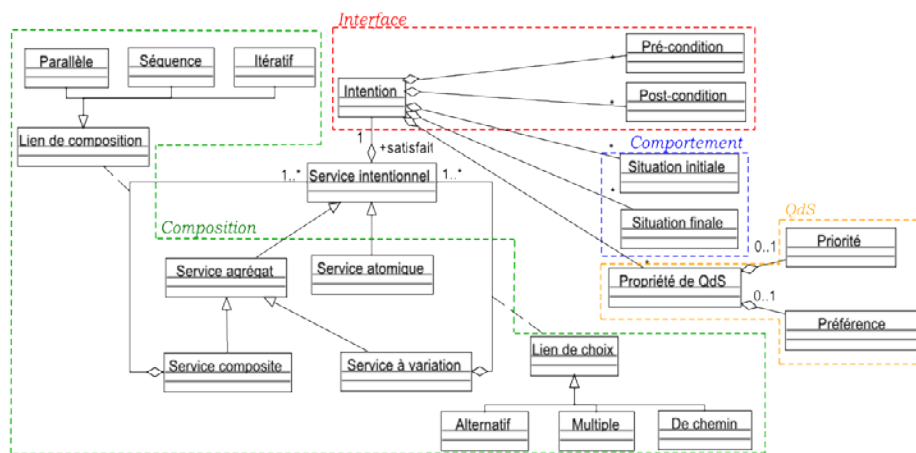 Interface
Parallèle
Séquence
Itératif
Pré-condition
*
Intention
Post-condition
*
Lien de composition
1
+satisfait
Comportement
*
Situation initiale
1..*
Service intentionnel
1..*
*
Situation finale
QdS
Composition
Priorité
0..1
Service agrégat
Service atomique
*
Propriété de QdS
0..1
Préférence
Lien de choix
Service composite
Service à variation
Alternatif
Multiple
De chemin